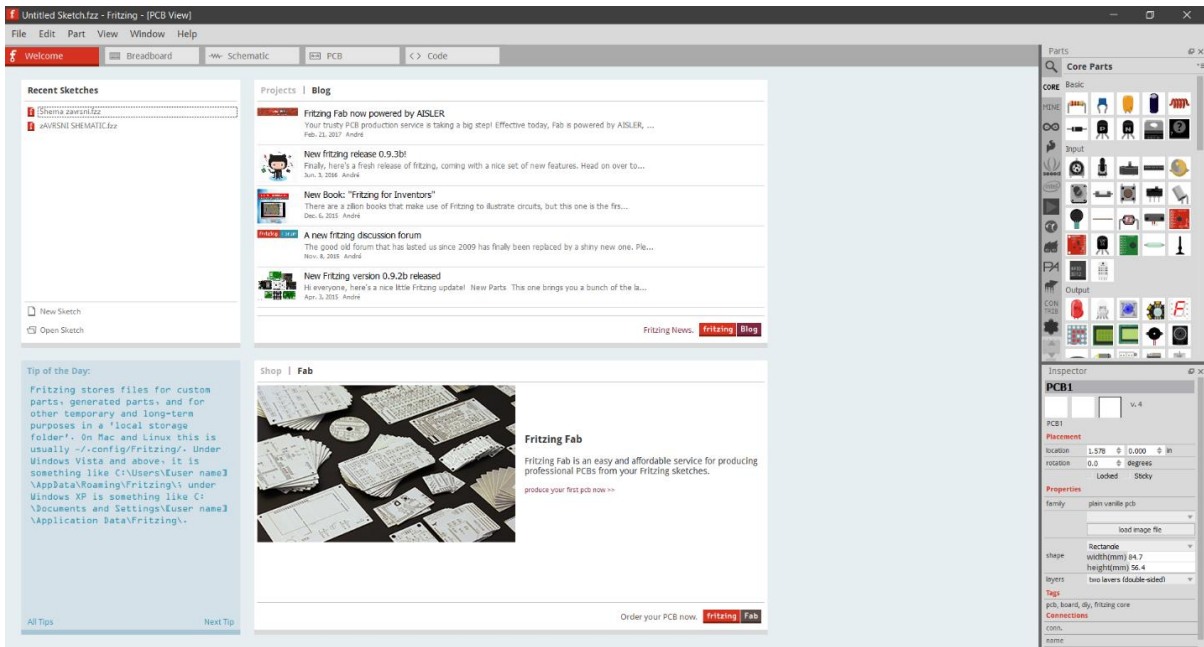 Untitled Sketch.fzz - Fritzing - [PCB View]
File Edit Part View Window Help
Welcome Breadboard Schematic PCB <> Code
Recent Sketches
Shema zavrsni.fzz
zAVRSNI SHEMATIC.fzz
New Sketch
Open Sketch
Projects | Blog
Fritzing Fab now powered by AISLER
Your trusty PCB production service is taking a big step! Effective today, Fab is powered by AISLER, ...
Feb. 21, 2017 André
New fritzing release 0.9.3b!
Finally, here's a fresh release of fritzing, coming with a nice set of new features. Head on over to...
Jun. 3, 2016 André
New Book: "Fritzing for Inventors"
There are a zillion books that make use of Fritzing to illustrate circuits, but this one is the firs...
Dec. 6, 2015 André
A new fritzing discussion forum
The good old forum that has lasted us since 2009 has finally been replaced by a shiny new one. Ple...
Nov. 8, 2015 André
New Fritzing version 0.9.2b released
Hi everyone, here's a nice little Fritzing update! New Parts This one brings you a bunch of the la...
Apr. 3, 2015 André
Fritzing News. fritzing Blog
Tip of the Day:
Fritzing stores files for custom
parts, generated parts, and for
other temporary and long-term
purposes in a 'local storage
folder'. On Mac and Linux this is
usually ~/.config/Fritzing/. Under
Windows Vista and above, it is
something like C:\Users\[user name]
\AppData\Roaming\Fritzing\; under
Windows XP is something like C:
\Documents and Settings\[user name]
\Application Data\Fritzing\.
All Tips Next Tip
Shop | Fab
Fritzing Fab
Fritzing Fab is an easy and affordable service for producing
professional PCBs from your Fritzing sketches.
produce your first pcb now >>
Order your PCB now. fritzing Fab
Parts
Core Parts
CORE
MINE
CON
TRIB
Basic
Input
Output
Inspector
PCB1
v. 4
PCB1
Placement
location 1.578 0.000 in
rotation 0.0 degrees
Locked Sticky
Properties
family plain vanilla pcb
load image file
Rectangle
shape width(mm) 84.7
height(mm) 56.4
layers two layers (double-sided)
Tags
pcb, board, diy, fritzing core
Connections
conn.
name